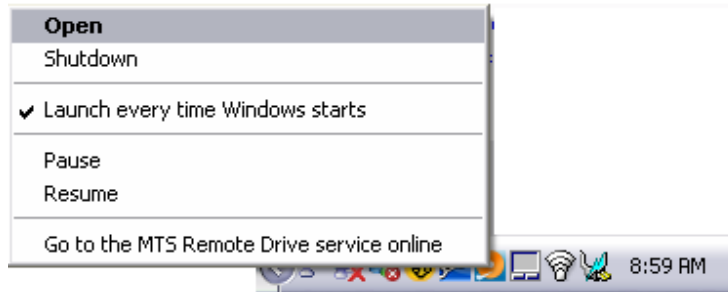 Open
Shutdown
Launch every time Windows starts
Pause
Resume
Go to the MTS Remote Drive service online
8:59 AM